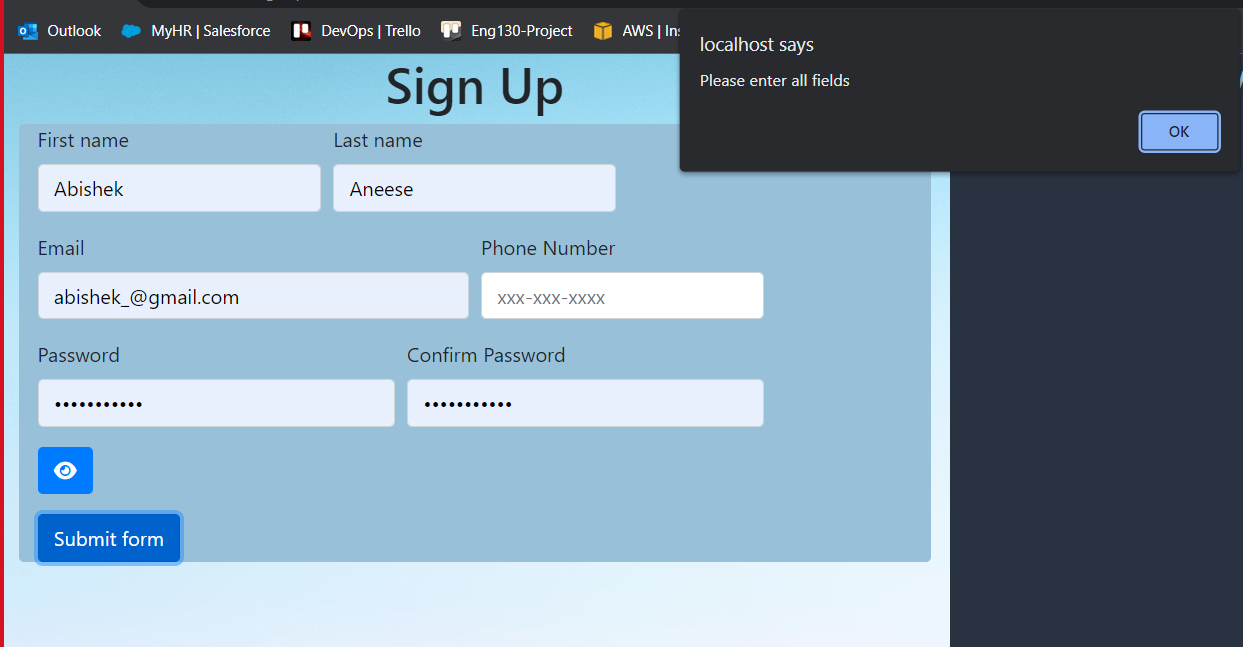 Outlook
MyHR | Salesforce
DevOps | Trello
Eng130-Project
AWS | Ins
localhost says
Please enter all fields
OK
Sign Up
First name
Last name
Abishek
Aneese
Email
Phone Number
abishek_@gmail.com
xxx-xxx-xxxx
Password
Confirm Password
•••••••••••
•••••••••••
Submit form